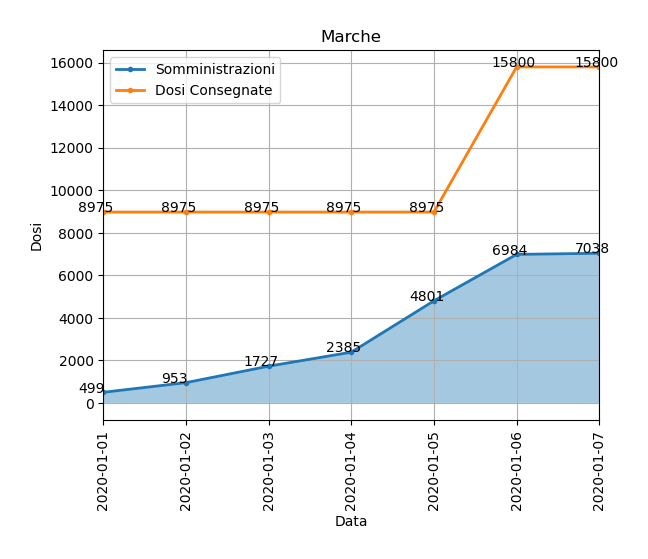 Marche
Somministrazioni
Dosi Consegnate
16000
14000
12000
10000
8000
6000
4000
2000
0
Dosi
15800 15800
8975 8975 8975 8975 8975
499 953 1727 2385 4801 6984 7038
2020-01-01
2020-01-02
2020-01-03
2020-01-04
2020-01-05
2020-01-06
2020-01-07
Data